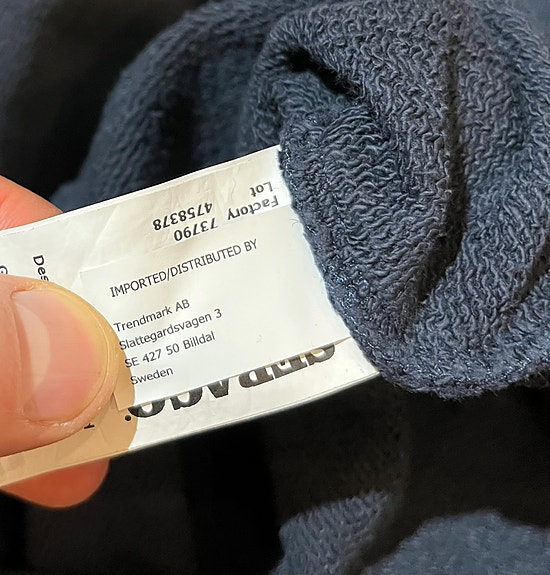 Factory 73790
Lot 4758378
IMPORTED/DISTRIBUTED BY
Trendmark AB
Slattegardsvagen 3
SE 427 50 Billdal
Sweden